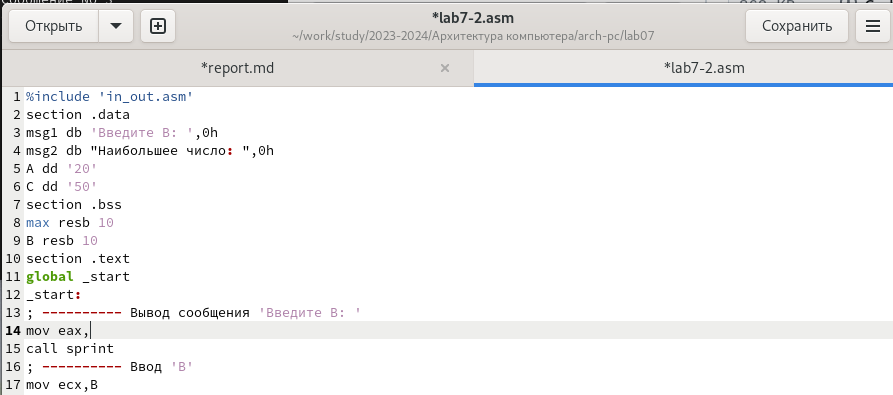 Открыть
*lab7-2.asm
~/work/study/2023-2024/Архитектура компьютера/arch-pc/lab07
Сохранить
*report.md
*lab7-2.asm
1 %include 'in_out.asm'
2 section .data
3 msg1 db 'Введите B: ',0h
4 msg2 db "Наибольшее число: ",0h
5 A dd '20'
6 C dd '50'
7 section .bss
8 max resb 10
9 B resb 10
10 section .text
11 global _start
12 _start:
13 ; ---------- Вывод сообщения 'Введите B: '
14 mov eax,
15 call sprint
16 ; ---------- Ввод 'B'
17 mov ecx,B